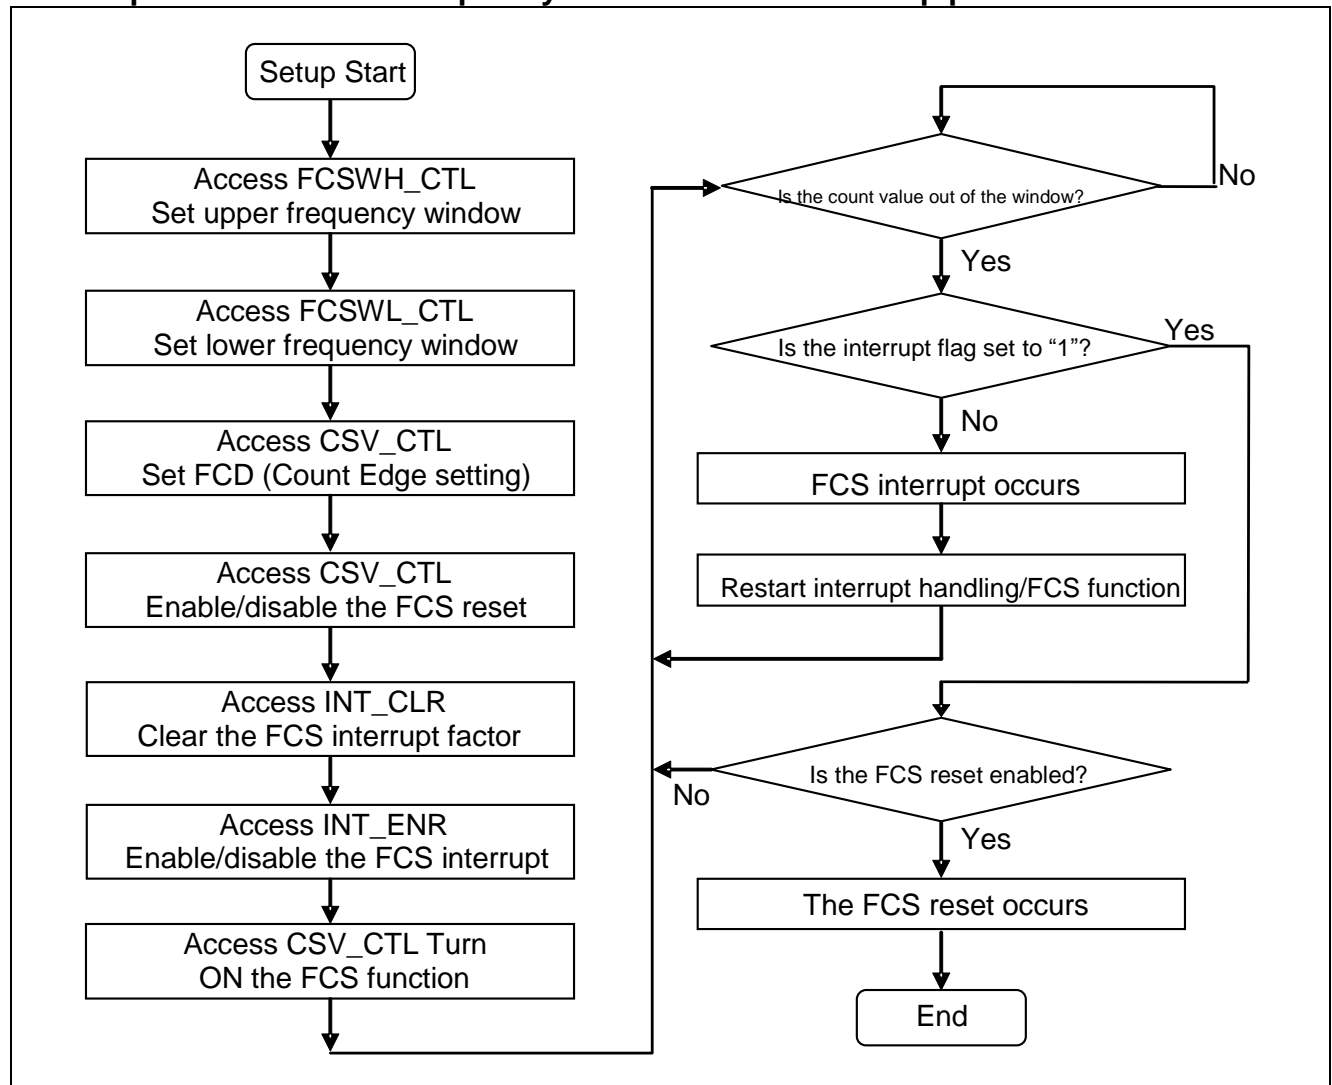 Setup Start
Access FCSWH_CTL
Set upper frequency window
Access FCSWL_CTL
Set lower frequency window
Access CSV_CTL
Set FCD (Count Edge setting)
Access CSV_CTL
Enable/disable the FCS reset
Access INT_CLR
Clear the FCS interrupt factor
Access INT_ENR
Enable/disable the FCS interrupt
Access CSV_CTL Turn
ON the FCS function
Is the count value out of the window?
No
Yes
Is the interrupt flag set to “1”?
Yes
No
FCS interrupt occurs
Restart interrupt handling/FCS function
Is the FCS reset enabled?
No
Yes
The FCS reset occurs
End